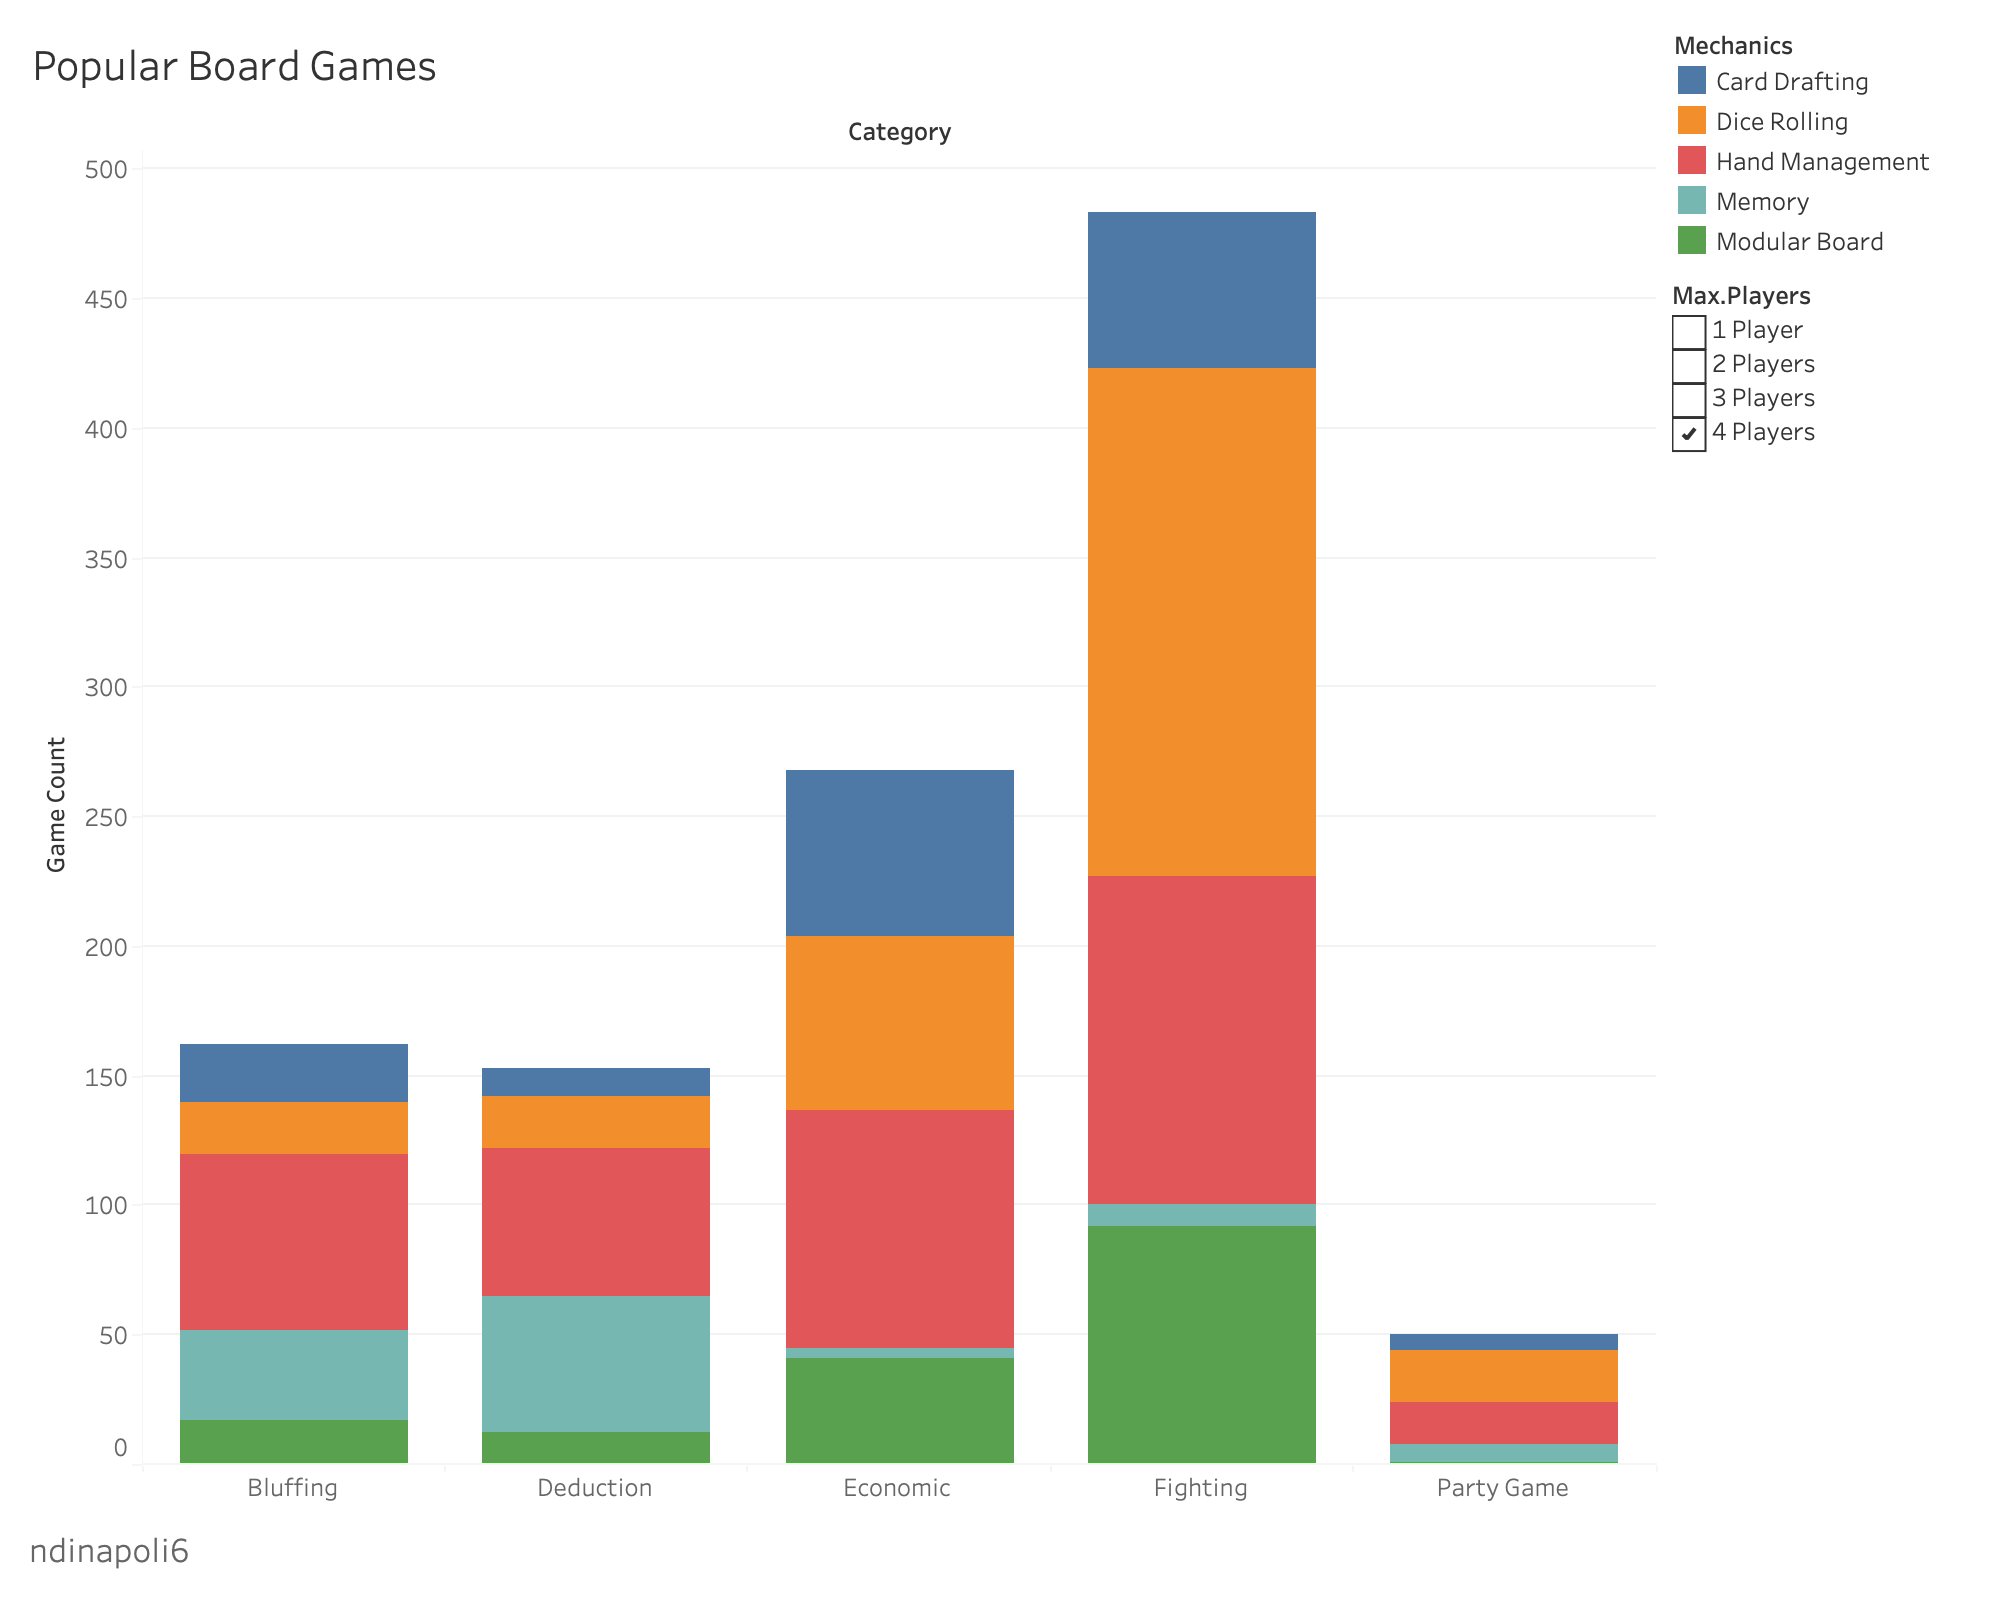 Popular Board Games
Category
500
450
400
350
300
250
200
150
100
50
0
Game Count
Bluffing
Deduction
Economic
Fighting
Party Game
ndinapoli6
Mechanics
Card Drafting
Dice Rolling
Hand Management
Memory
Modular Board
Max.Players
1 Player
2 Players
3 Players
4 Players